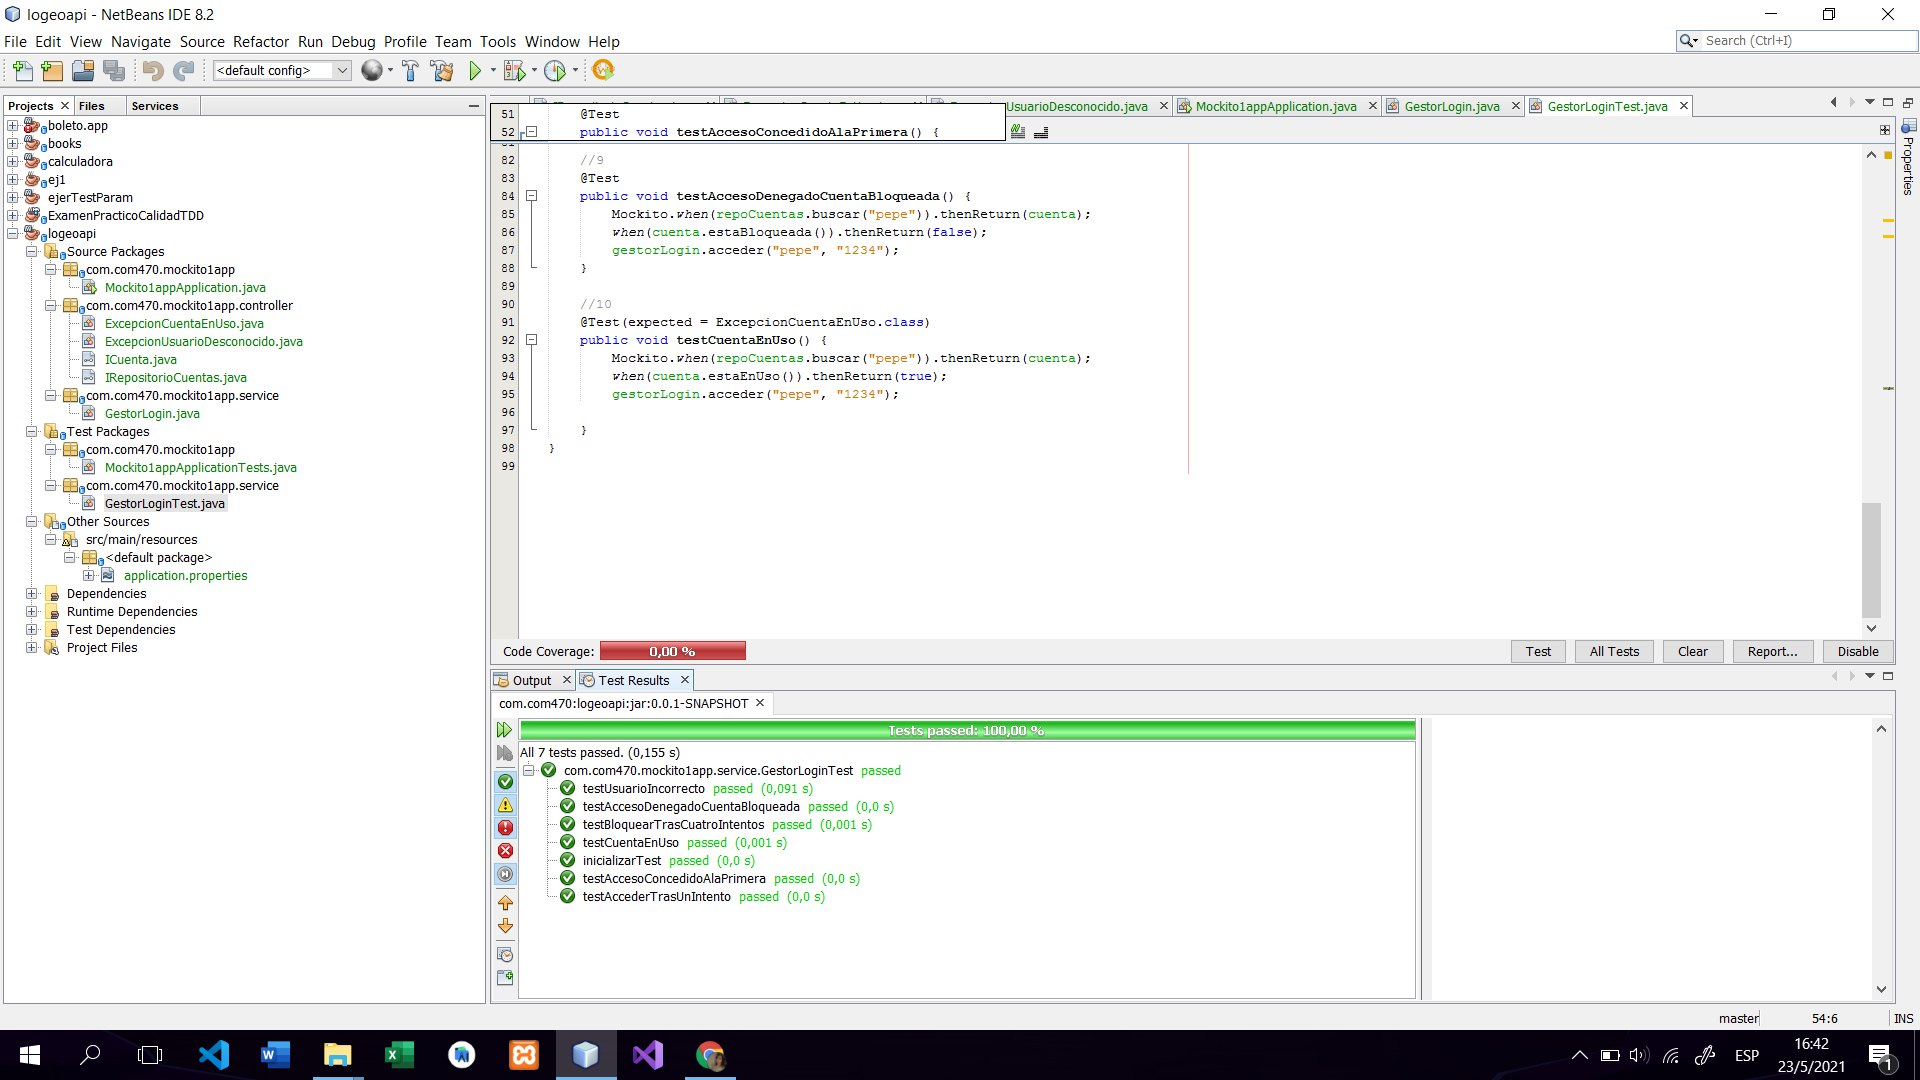 logeoapi - NetBeans IDE 8.2
File Edit View Navigate Source Refactor Run Debug Profile Team Tools Window Help
Search (Ctrl+I)
<default config>
Projects Files Services
boleto.app
books
calculadora
ej1
ejerTestParam
ExamenPracticoCalidadTDD
logeoapi
Source Packages
com.com470.mockito1app
Mockito1appApplication.java
com.com470.mockito1app.controller
ExcepcionCuentaEnUso.java
ExcepcionUsuarioDesconocido.java
ICuenta.java
IRepositorioCuentas.java
com.com470.mockito1app.service
GestorLogin.java
Test Packages
com.com470.mockito1app
Mockito1appApplicationTests.java
com.com470.mockito1app.service
GestorLoginTest.java
Other Sources
src/main/resources
<default package>
application.properties
Dependencies
Runtime Dependencies
Test Dependencies
Project Files
UsuarioDesconocido.java Mockito1appApplication.java GestorLogin.java GestorLoginTest.java
51 @Test
52 public void testAccesoConcedidoAlaPrimera() {
82 //9
83 @Test
84 public void testAccesoDenegadoCuentaBloqueada() {
85 Mockito.when(repoCuentas.buscar("pepe")).thenReturn(cuenta);
86 when(cuenta.estaBloqueada()).thenReturn(false);
87 gestorLogin.acceder("pepe", "1234");
88 }
89
90 //10
91 @Test(expected = ExcepcionCuentaEnUso.class)
92 public void testCuentaEnUso() {
93 Mockito.when(repoCuentas.buscar("pepe")).thenReturn(cuenta);
94 when(cuenta.estaEnUso()).thenReturn(true);
95 gestorLogin.acceder("pepe", "1234");
96
97 }
98 }
99
Properties
Code Coverage: 0,00 % Test All Tests Clear Report... Disable
Output Test Results
com.com470:logeoapi:jar:0.0.1-SNAPSHOT
Tests passed: 100,00 %
All 7 tests passed. (0,155 s)
com.com470.mockito1app.service.GestorLoginTest passed
testUsuarioIncorrecto passed (0,091 s)
testAccesoDenegadoCuentaBloqueada passed (0,0 s)
testBloquearTrasCuatroIntentos passed (0,001 s)
testCuentaEnUso passed (0,001 s)
inicializarTest passed (0,0 s)
testAccesoConcedidoAlaPrimera passed (0,0 s)
testAccederTrasUnIntento passed (0,0 s)
master 54:6 INS
ESP
16:42
23/5/2021
1